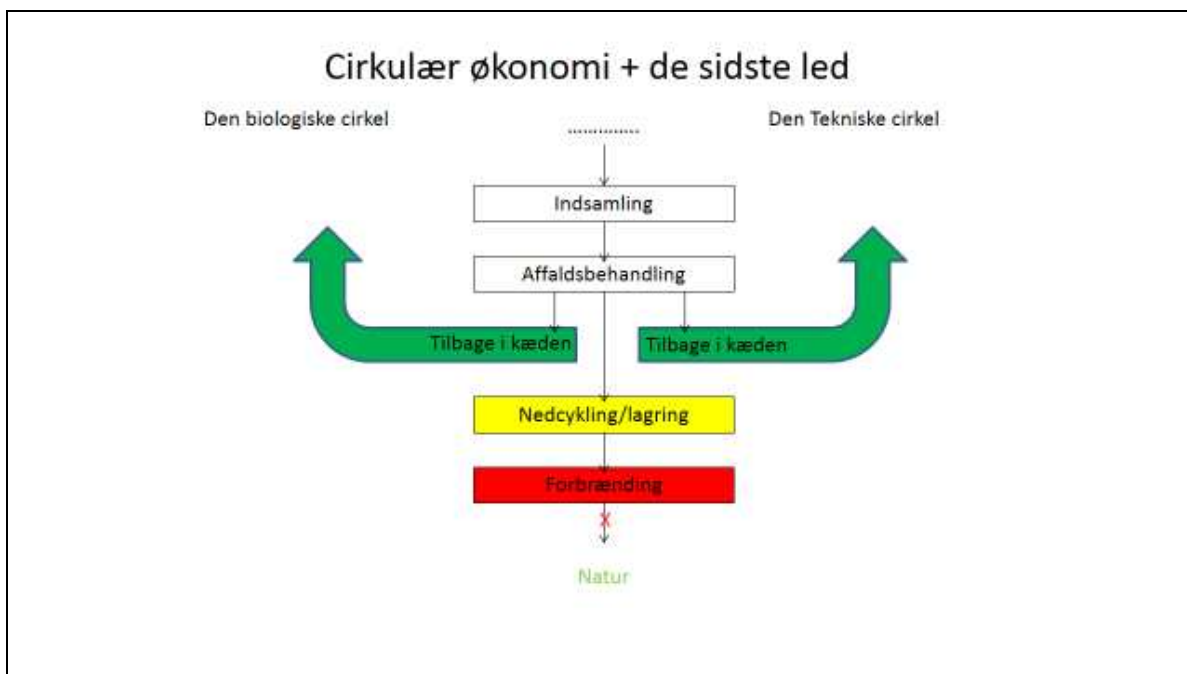 Cirkulær økonomi + de sidste led
Den biologiske cirkel
..............
Den Tekniske cirkel
Indsamling
Affaldsbehandling
Tilbage i kæden
Tilbage i kæden
Nedcykling/lagring
Forbrænding
X
Natur